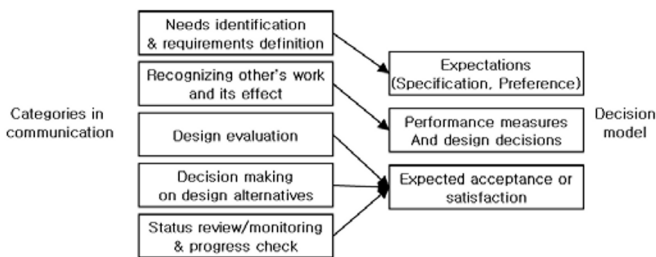 Needs identification
& requirements definition
Recognizing other's work
and its effect
Design evaluation
Decision making
on design alternatives
Status review/monitoring
& progress check
Categories in
communication
Expectations
(Specification, Preference)
Performance measures
And design decisions
Expected acceptance or
satisfaction
Decision
model